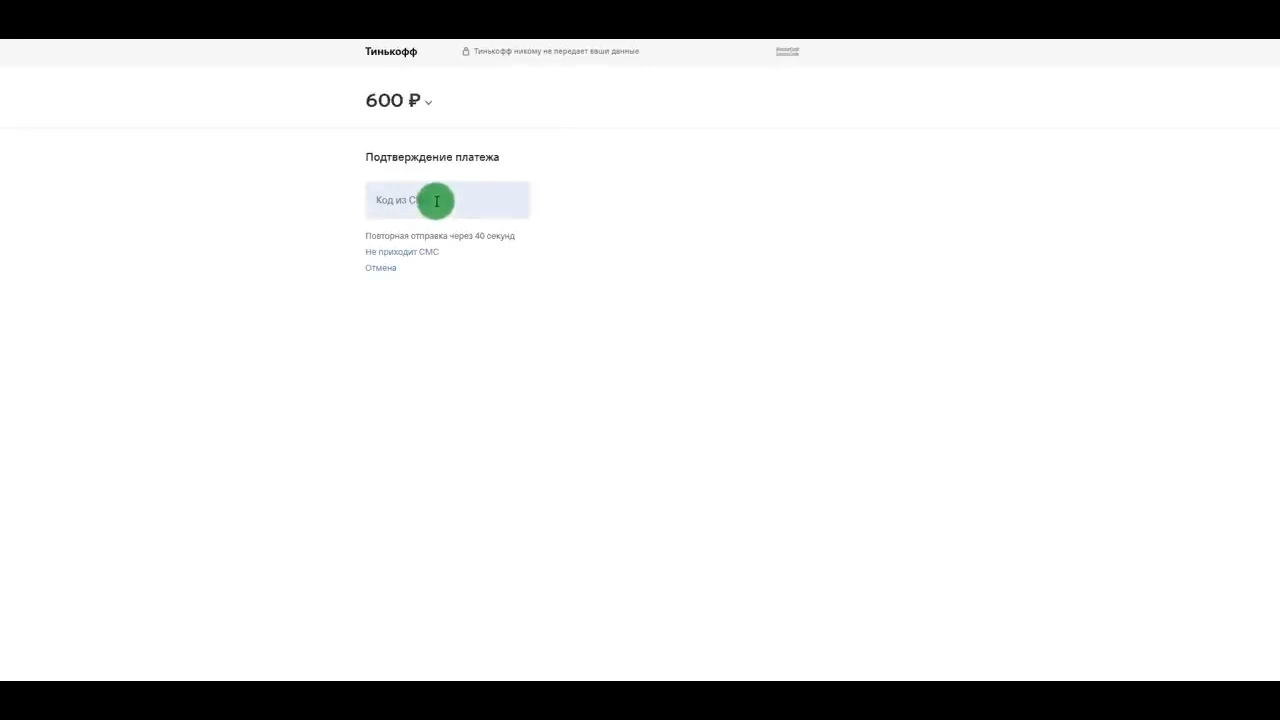 Тинькофф
Тинькофф никому не передает ваши данные
600 ₽
Подтверждение платежа
Код из
Повторная отправка через 40 секунд
Не приходит СМС
Отмена